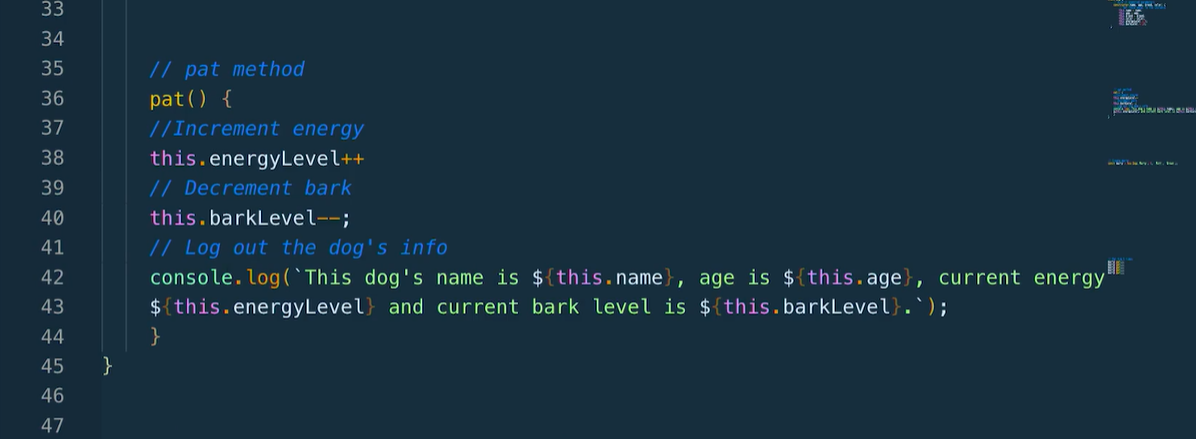 33
34
35 // pat method
36 pat() {
37 //Increment energy
38 this.energyLevel++
39 // Decrement bark
40 this.barkLevel--;
41 // Log out the dog's info
42 console.log(`This dog's name is ${this.name}, age is ${this.age}, current energy
43 ${this.energyLevel} and current bark level is ${this.barkLevel}.`);
44 }
45 }
46
47